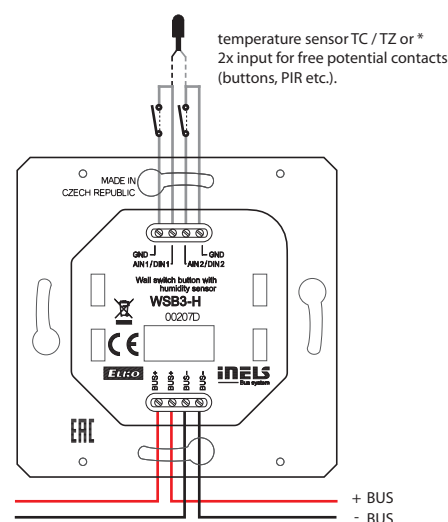 temperature sensor TC / TZ or *
2x input for free potential contacts
(buttons, PIR etc.).
MADE IN
CZECH REPUBLIC
GND GND
AIN1/DIN1 AIN2/DIN2
Wall switch button with
humidity sensor
WSB3-H
00207D
CE
ELKO iNELS
Bus system
BUS+ BUS+ BUS- BUS-
EAC
+ BUS
- BUS